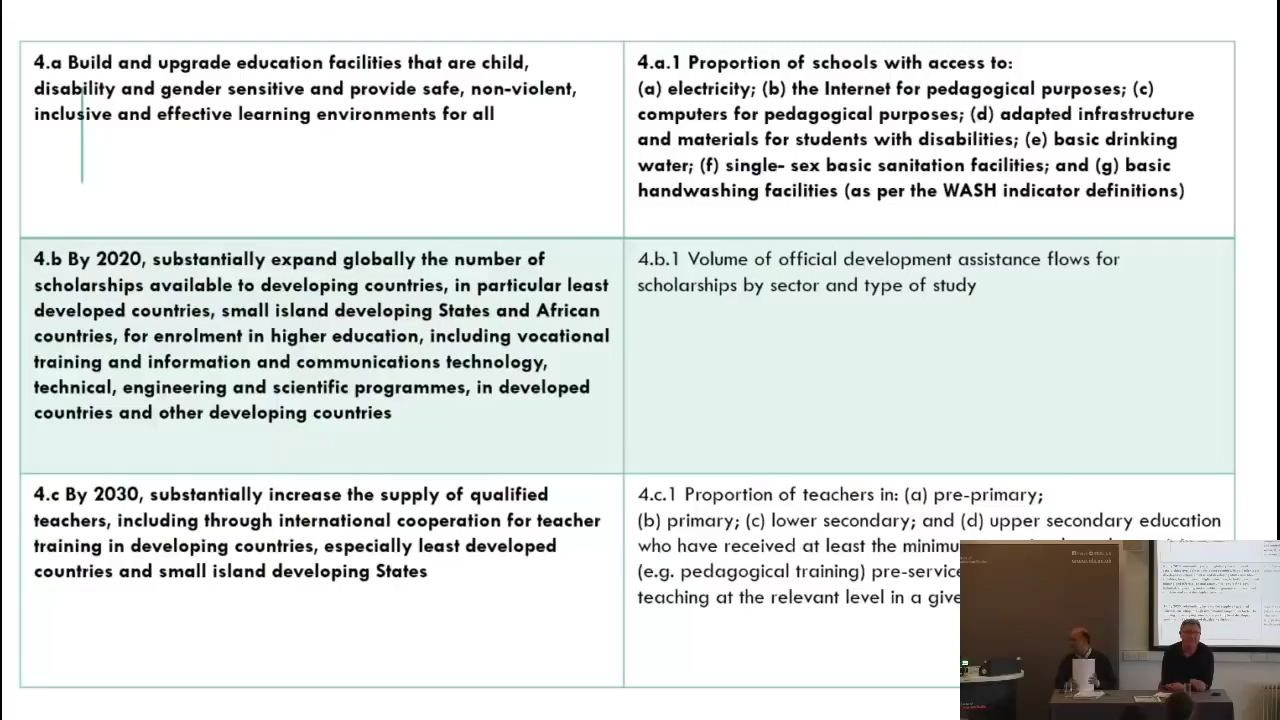 4.a Build and upgrade education facilities that are child,
disability and gender sensitive and provide safe, non-violent,
inclusive and effective learning environments for all
4.a.1 Proportion of schools with access to:
(a) electricity; (b) the Internet for pedagogical purposes; (c)
computers for pedagogical purposes; (d) adapted infrastructure
and materials for students with disabilities; (e) basic drinking
water; (f) single- sex basic sanitation facilities; and (g) basic
handwashing facilities (as per the WASH indicator definitions)
4.b By 2020, substantially expand globally the number of
scholarships available to developing countries, in particular least
developed countries, small island developing States and African
countries, for enrolment in higher education, including vocational
training and information and communications technology,
technical, engineering and scientific programmes, in developed
countries and other developing countries
4.b.1 Volume of official development assistance flows for
scholarships by sector and type of study
4.c By 2030, substantially increase the supply of qualified
teachers, including through international cooperation for teacher
training in developing countries, especially least developed
countries and small island developing States
4.c.1 Proportion of teachers in: (a) pre-primary;
(b) primary; (c) lower secondary; and (d) upper secondary education
who have received at least the
(e.g. pedagogical training)
teaching at the relevant level in a